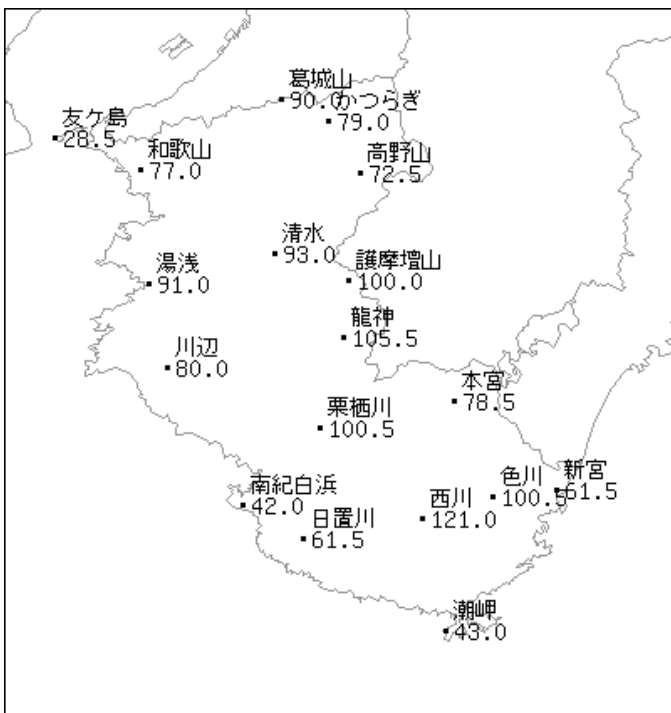 葛城山
90.0
かつらぎ
79.0
友ケ島
28.5
和歌山
77.0
高野山
72.5
清水
93.0
護摩壇山
100.0
湯浅
91.0
龍神
105.5
川辺
80.0
本宮
78.5
栗栖川
100.5
色川
100.5
新宮
61.5
南紀白浜
42.0
西川
121.0
日置川
61.5
潮岬
43.0